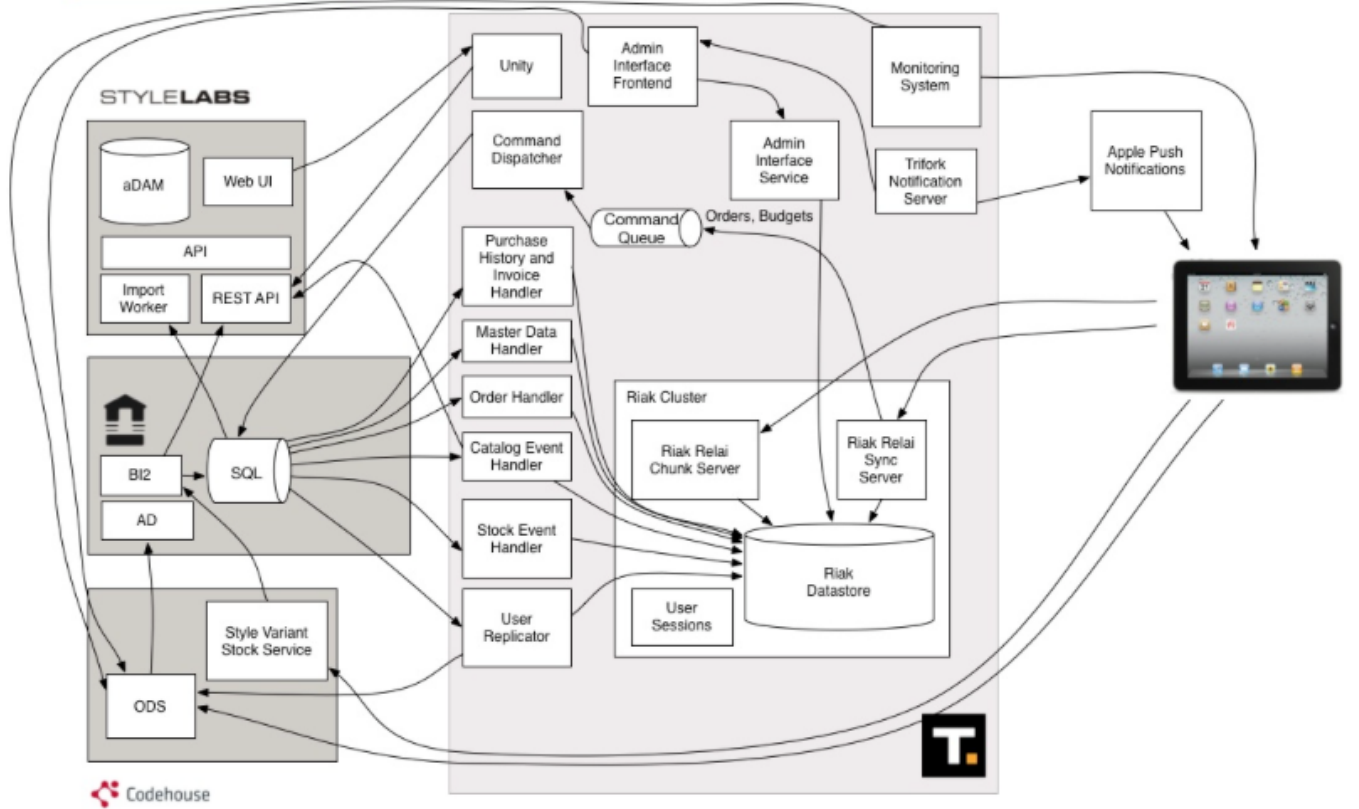 STYLELABS
aDAM
Web UI
API
Import
Worker
REST API
BI2
AD
SQL
Style Variant
Stock Service
ODS
Codehouse
Unity
Admin
Interface
Frontend
Monitoring
System
Command
Dispatcher
Admin
Interface
Service
Trifork
Notification
Server
Apple Push
Notifications
Command
Queue
Orders, Budgets
Purchase
History and
Invoice
Handler
Master Data
Handler
Order Handler
Catalog Event
Handler
Stock Event
Handler
User
Replicator
Riak Cluster
Riak Relai
Chunk Server
Riak Relai
Sync
Server
Riak
Datastore
User
Sessions
T.